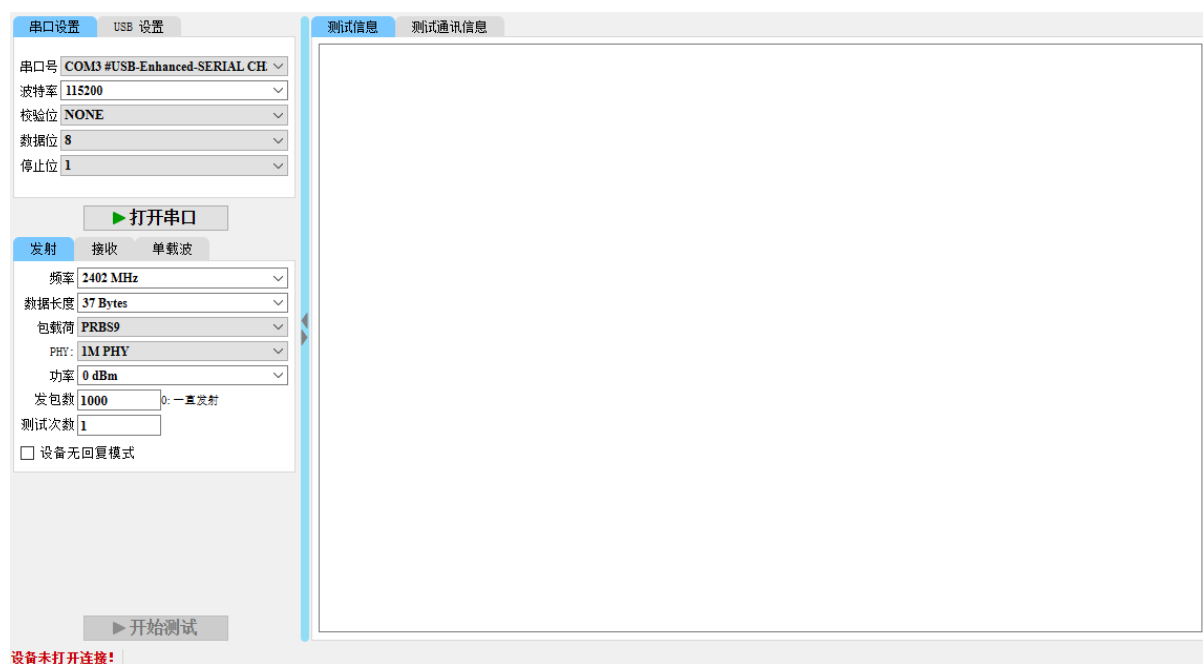 串口设置 USB 设置
串口号 COM3 #USB-Enhanced-SERIAL CH.
波特率 115200
校验位 NONE
数据位 8
停止位 1
打开串口
发射 接收 单载波
频率 2402 MHz
数据长度 37 Bytes
包载荷 PRBS9
PHY: 1M PHY
功率 0 dBm
发包数 1000 0: 一直发射
测试次数 1
设备无回复模式
开始测试
设备未打开连接!
测试信息 测试通讯信息